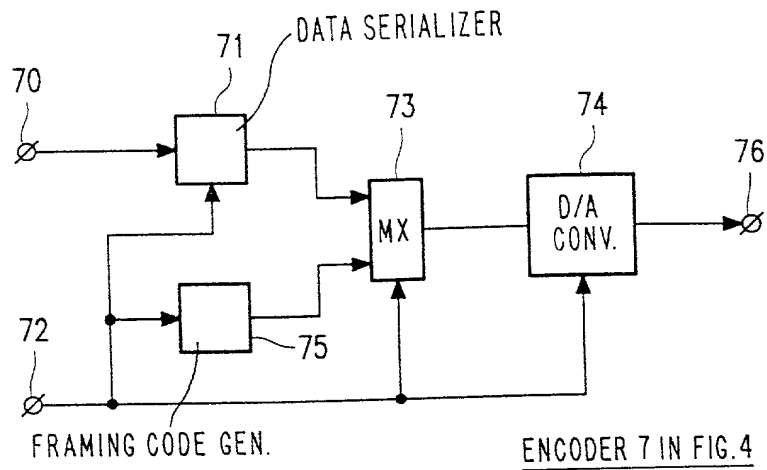 DATA SERIALIZER
71
70
73
74
76
MX
D/A
CONV.
72
75
FRAMING CODE GEN.
ENCODER 7 IN FIG.4